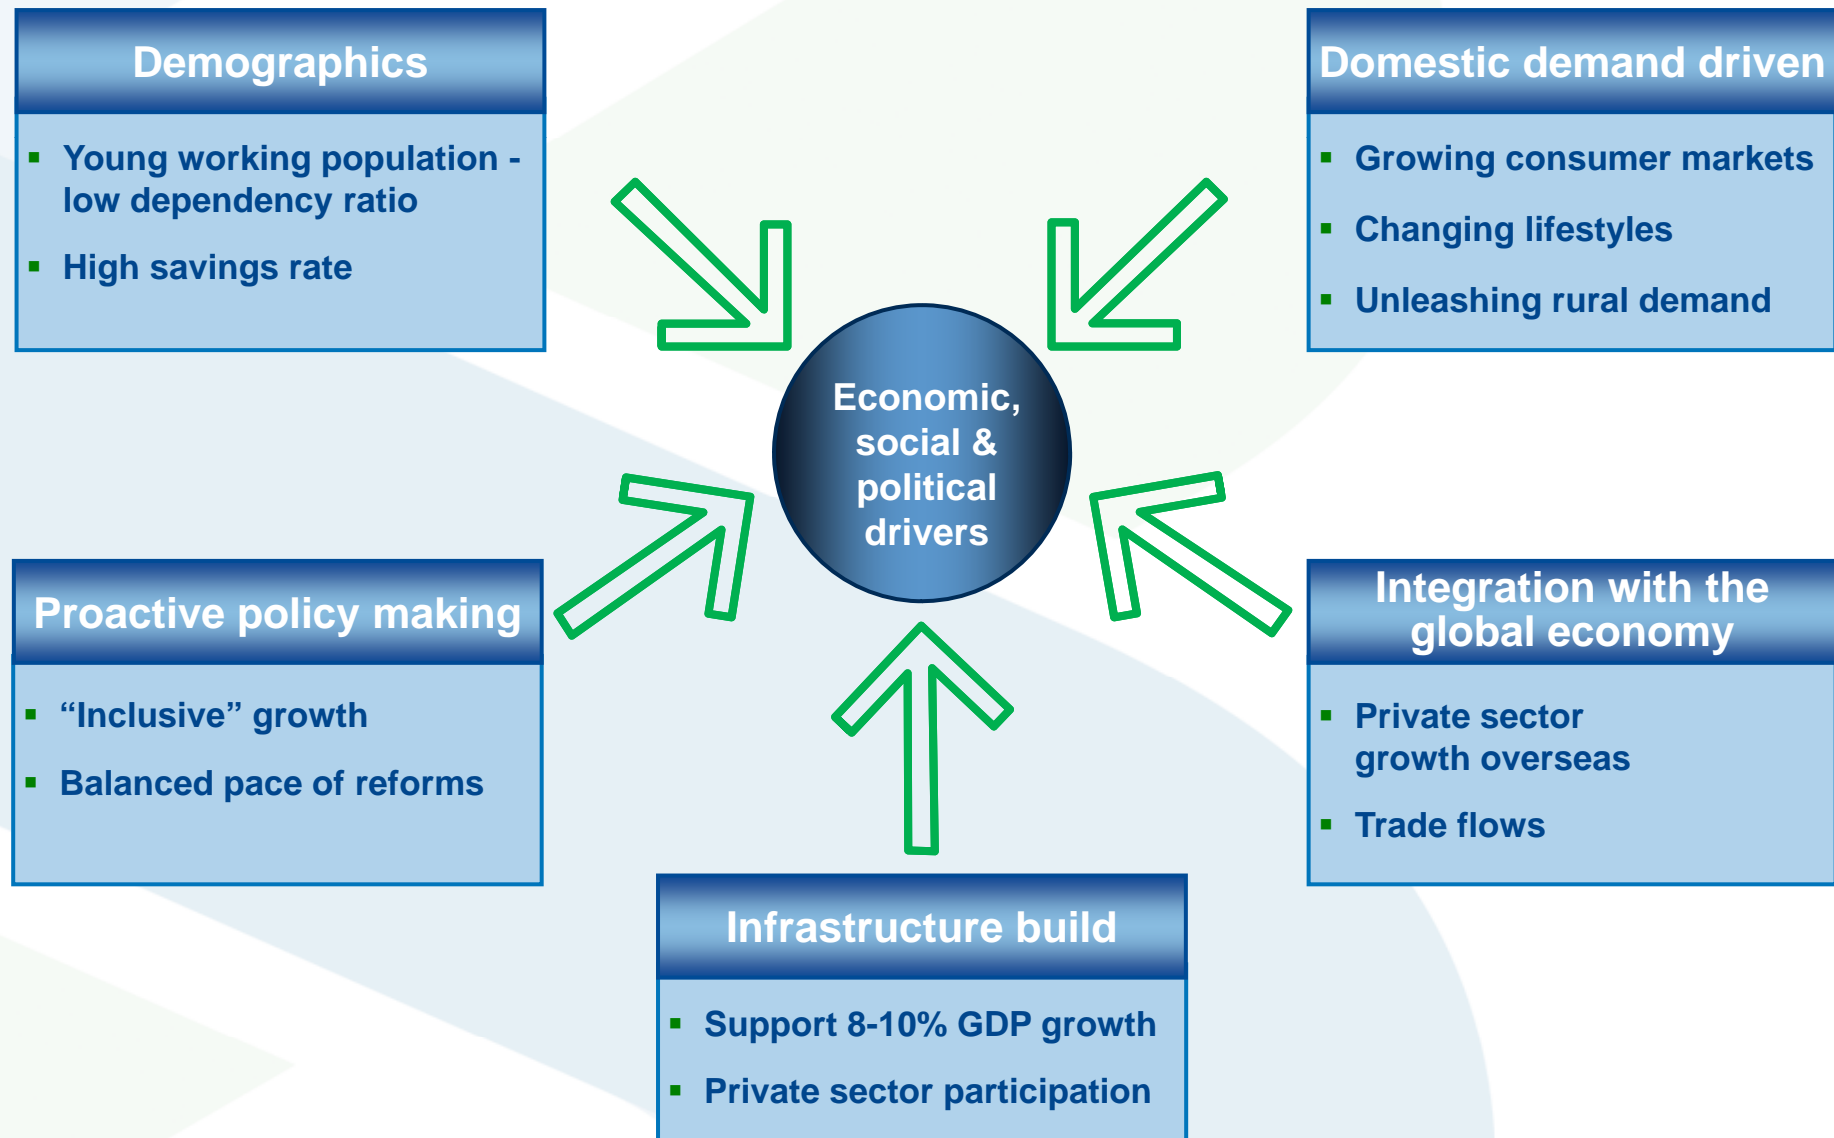 Demographics
▪ Young working population -
low dependency ratio
▪ High savings rate
Domestic demand driven
▪ Growing consumer markets
▪ Changing lifestyles
▪ Unleashing rural demand
Economic,
social &
political
drivers
Proactive policy making
▪ “Inclusive” growth
▪ Balanced pace of reforms
Integration with the
global economy
▪ Private sector
growth overseas
▪ Trade flows
Infrastructure build
▪ Support 8-10% GDP growth
▪ Private sector participation